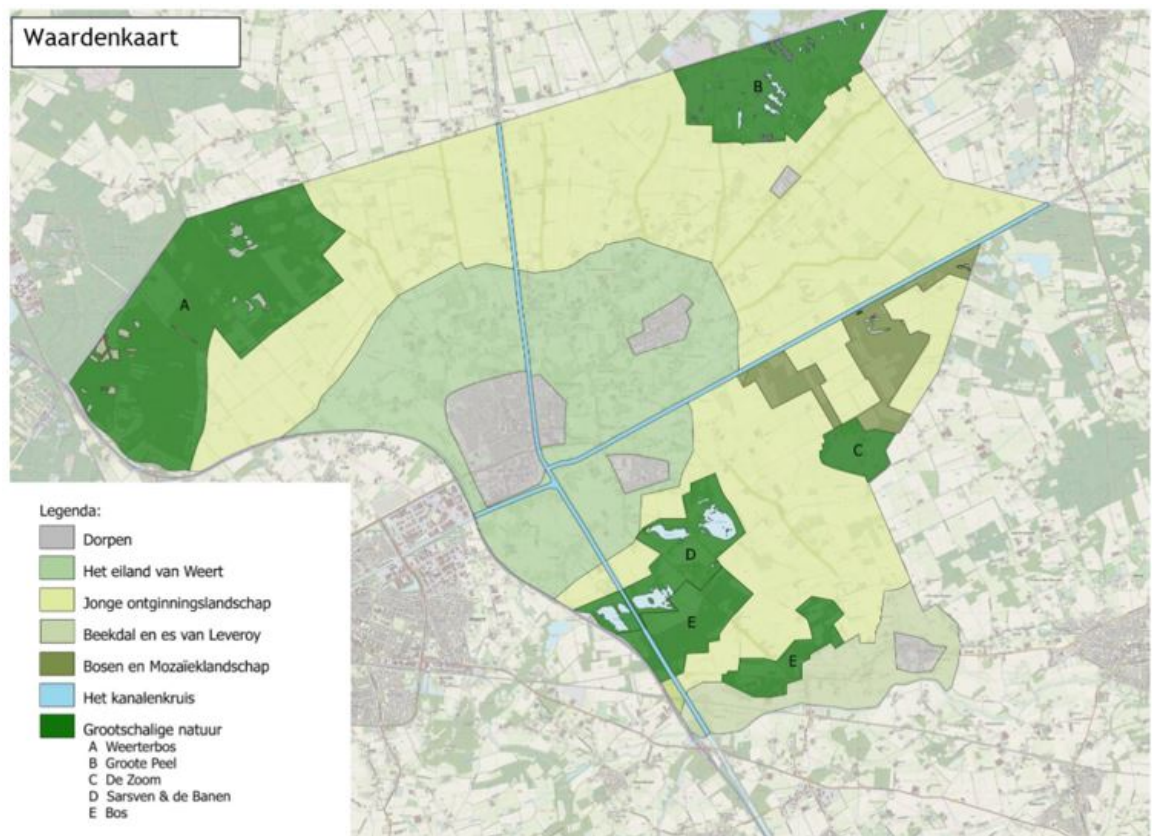 Waardenkaart
B
A
C
D
E
E
Legenda:
Dorpen
Het eiland van Weert
Jonge ontginningslandschap
Beekdal en es van Leveroy
Bosen en Mozaïeklandschap
Het kanalenkruis
Grootschalige natuur
A Weerterbos
B Groote Peel
C De Zoom
D Sarsven & de Banen
E Bos